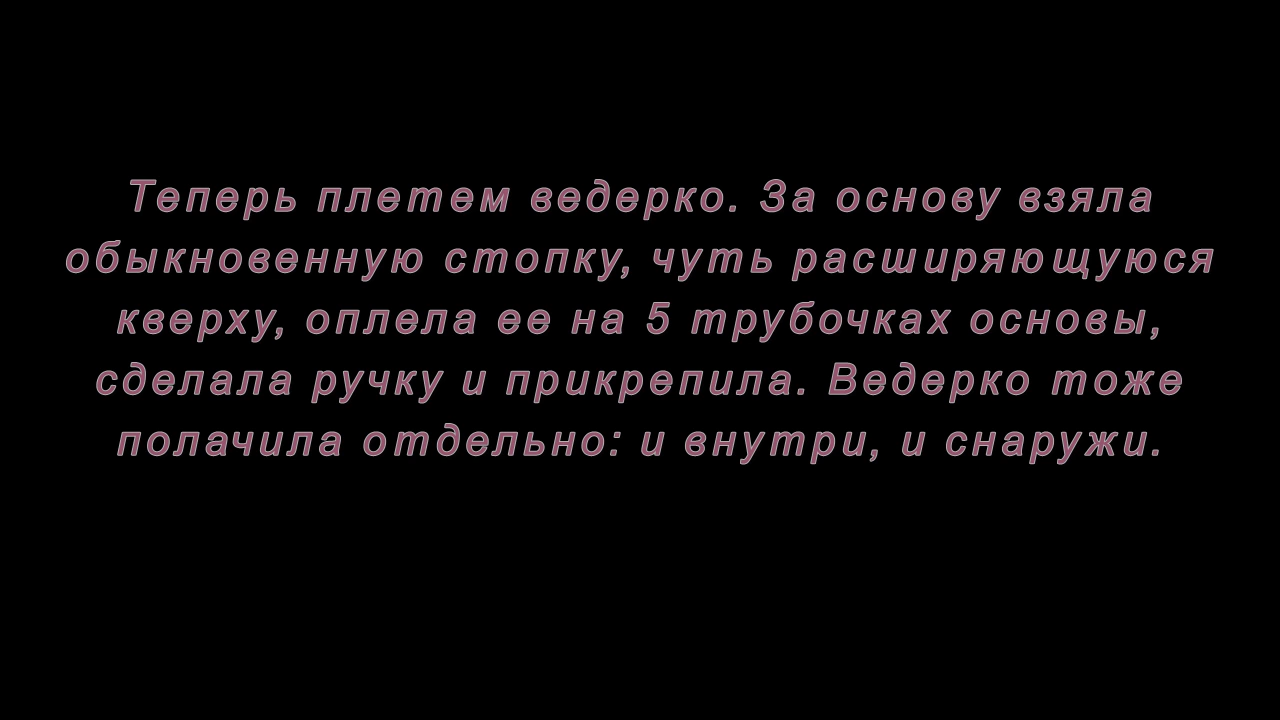 Теперь плетем ведерко. За основу взяла
обыкновенную стопку, чуть расширяющуюся
кверху, оплела ее на 5 трубочках основы,
сделала ручку и прикрепила. Ведерко тоже
полачила отдельно: и внутри, и снаружи.